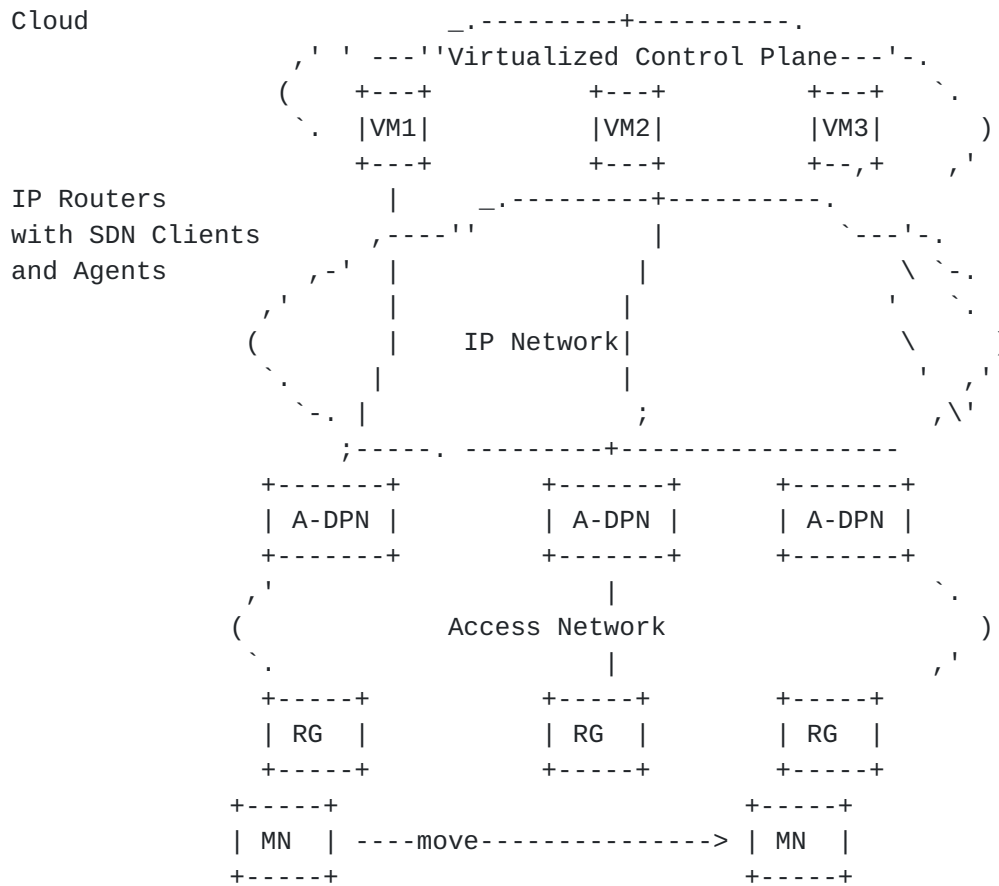 Cloud
Virtualized Control Plane
VM1 VM2 VM3
IP Routers
with SDN Clients
and Agents
IP Network
A-DPN A-DPN A-DPN
Access Network
RG RG RG
MN move MN